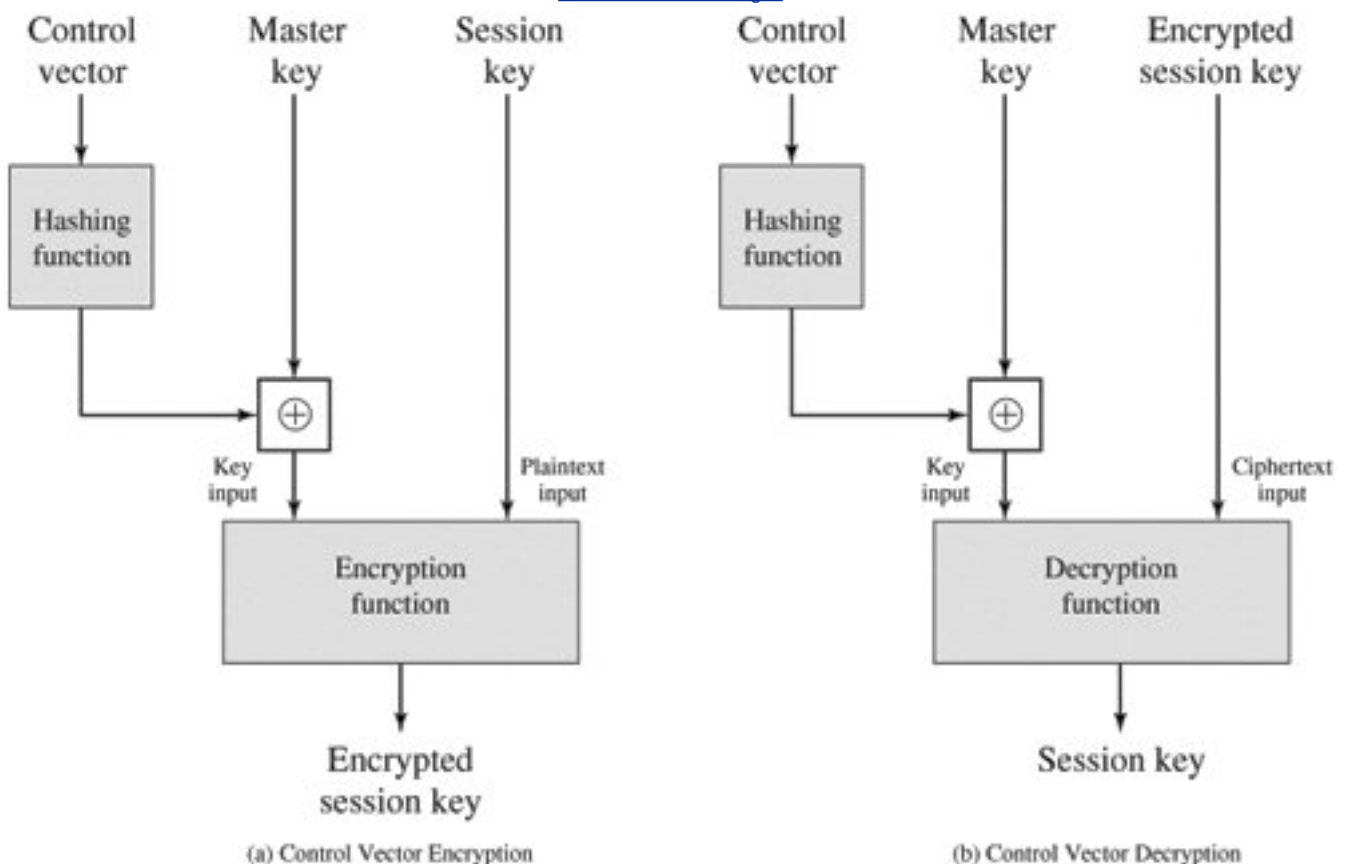 Control
vector
Master
key
Session
key
Hashing
function
Key
input
Plaintext
input
Encryption
function
Encrypted
session key
(a) Control Vector Encryption
Control
vector
Master
key
Encrypted
session key
Hashing
function
Key
input
Ciphertext
input
Decryption
function
Session key
(b) Control Vector Decryption